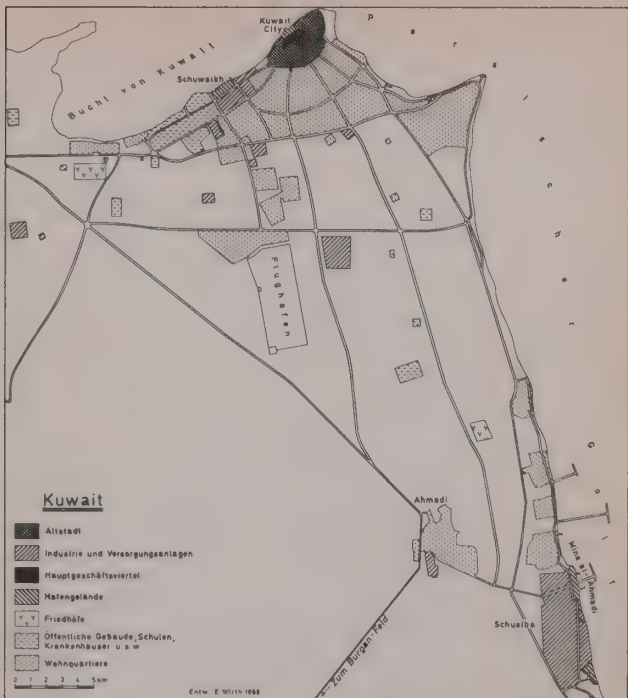 Kuwait
City
Persischer Golf
Bucht von Kuwait
Schuwaikh
Flughafen
Ahmadi
Mina al-Ahmadi
Schuaiba
Zum Burgan-Feld
Kuwait
Altstadt
Industrie und Versorgungsanlagen
Hauptgeschäftsviertel
Hafengelände
Friedhöfe
Öffentliche Gebäude, Schulen,
Krankenhäuser u.s.w
Wohnquartiere
0 1 2 3 4 5 km
Entw. E Wirth 1968